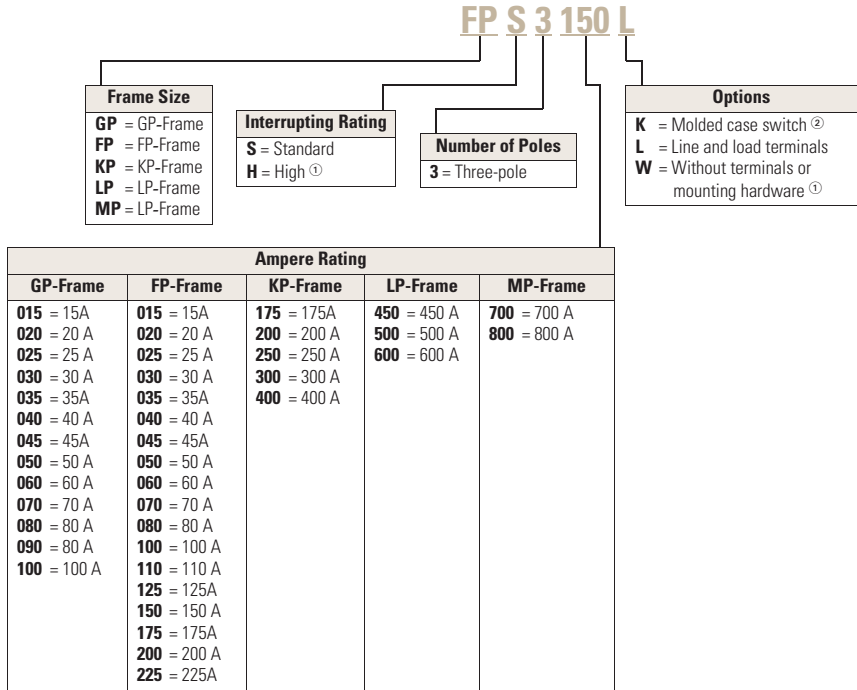 FP S 3 150 L
Frame Size
GP = GP-Frame
FP = FP-Frame
KP = KP-Frame
LP = LP-Frame
MP = LP-Frame
Interrupting Rating
S = Standard
H = High ①
Number of Poles
3 = Three-pole
Options
K = Molded case switch ②
L = Line and load terminals
W = Without terminals or
mounting hardware ①
Ampere Rating
GP-Frame FP-Frame KP-Frame LP-Frame MP-Frame
015 = 15A 015 = 15A 175 = 175A 450 = 450 A 700 = 700 A
020 = 20 A 020 = 20 A 200 = 200 A 500 = 500 A 800 = 800 A
025 = 25 A 025 = 25 A 250 = 250 A 600 = 600 A
030 = 30 A 030 = 30 A 300 = 300 A
035 = 35A 035 = 35A 400 = 400 A
040 = 40 A 040 = 40 A
045 = 45A 045 = 45A
050 = 50 A 050 = 50 A
060 = 60 A 060 = 60 A
070 = 70 A 070 = 70 A
080 = 80 A 080 = 80 A
090 = 80 A 100 = 100 A
100 = 100 A 110 = 110 A
125 = 125A
150 = 150 A
175 = 175A
200 = 200 A
225 = 225A